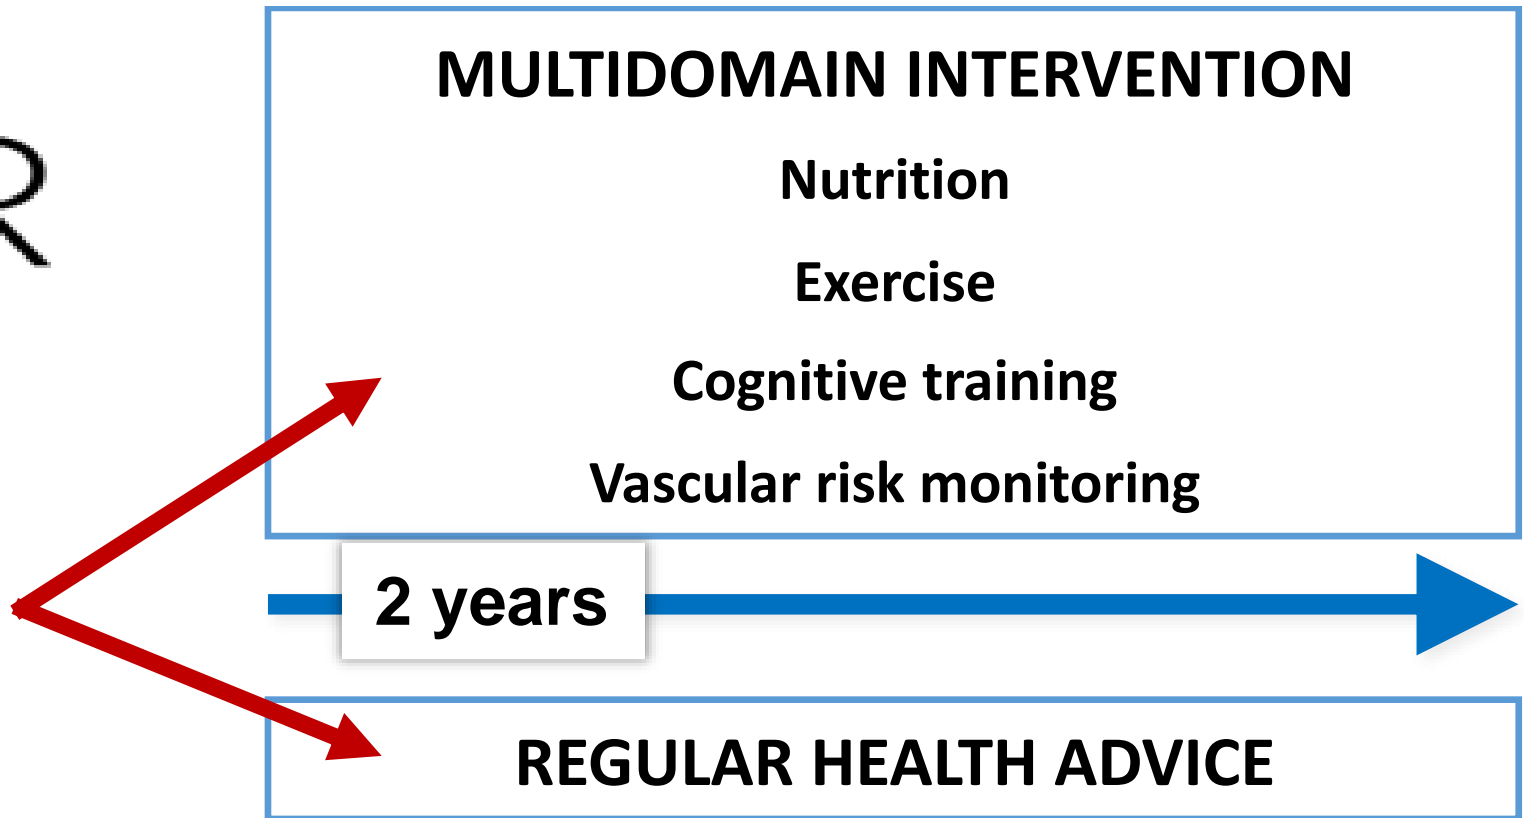 R
MULTIDOMAIN INTERVENTION
Nutrition
Exercise
Cognitive training
Vascular risk monitoring
2 years
REGULAR HEALTH ADVICE